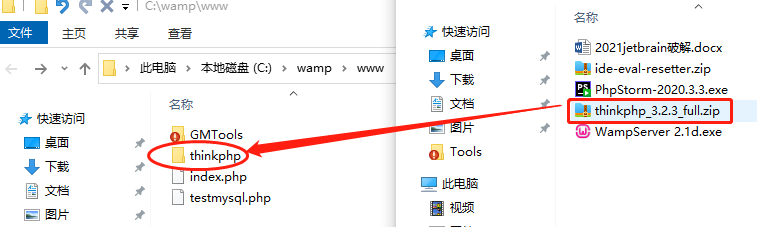 C:\wamp\www
文件
主页
共享
查看
此电脑 > 本地磁盘 (C:) > wamp > www
快速访问
桌面
下载
文档
图片
名称
GMTools
thinkphp
index.php
testmysql.php
快速访问
桌面
下载
文档
图片
Tools
此电脑
视频
名称
2021jetbrain破解.docx
ide-eval-resetter.zip
PhpStorm-2020.3.3.exe
thinkphp_3.2.3_full.zip
WampServer 2.1d.exe